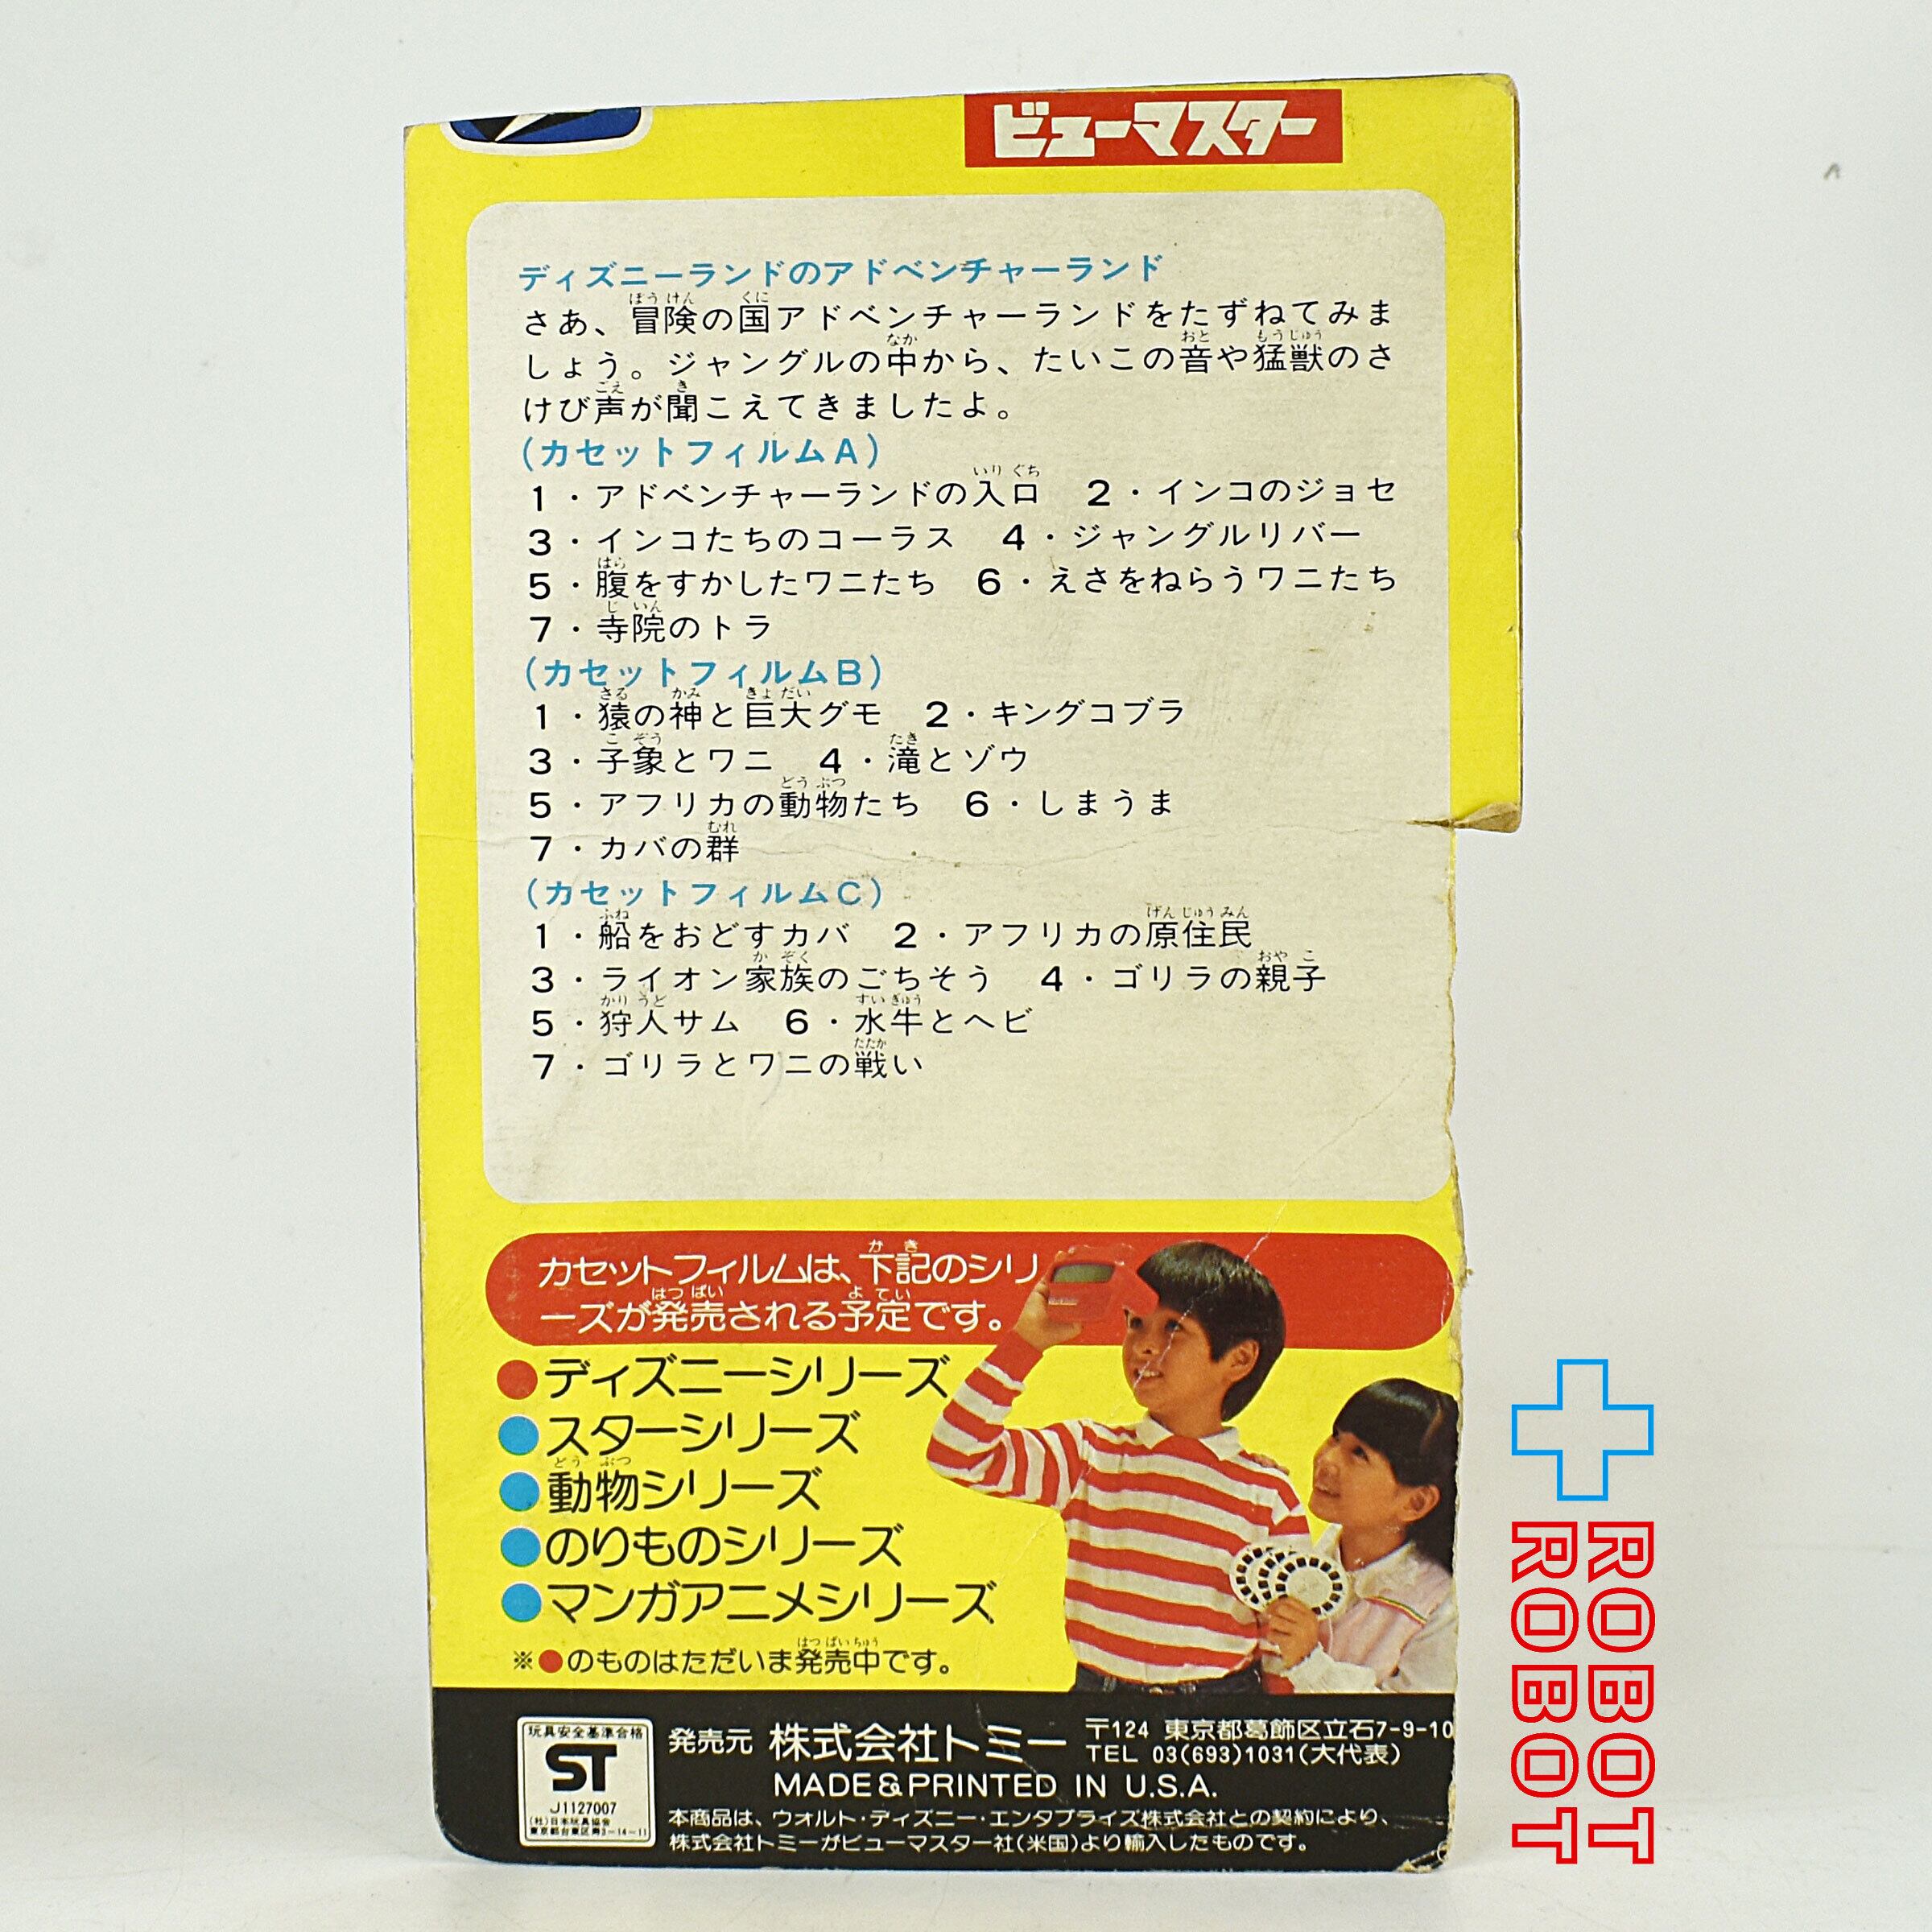 ビューマスター
ディズニーランドのアドベンチャーランド
さあ、冒険の国アドベンチャーランドをたずねてみま
しょう。ジャングルの中から、たいこの音や猛獣のさ
けび声が聞こえてきましたよ。
(カセットフィルムA)
1・アドベンチャーランドの入口 2・インコのジョセ
3・インコたちのコーラス 4・ジャングルリバー
5・腹をすかしたワニたち 6・えさをねらうワニたち
7・寺院のトラ
(カセットフィルムB)
1・猿の神と巨大グモ 2・キングコブラ
3・子象とワニ 4・滝とゾウ
5・アフリカの動物たち 6・しまうま
7・カバの群
(カセットフィルムC)
1・船をおどすカバ 2・アフリカの原住民
3・ライオン家族のごちそう 4・ゴリラの親子
5・狩人サム 6・水牛とヘビ
7・ゴリラとワニの戦い
カセットフィルムは、下記のシリ
ーズが発売される予定です。
●ディズニーシリーズ
●スターシリーズ
●動物シリーズ
●のりものシリーズ
●マンガアニメシリーズ
※●のものはただいま発売中です。
玩具安全基準合格
ST
J1127007
(社)日本玩具協会
東京都台東区寿3-14-11
発売元 株式会社トミー 〒124 東京都葛飾区立石7-9-10
TEL 03(693)1031(大代表)
MADE&PRINTED IN U.S.A.
本商品は、ウォルト・ディズニー・エンタプライズ株式会社との契約により、
株式会社トミーがビューマスター社(米国)より輸入したものです。
ROBOT
ROBOT